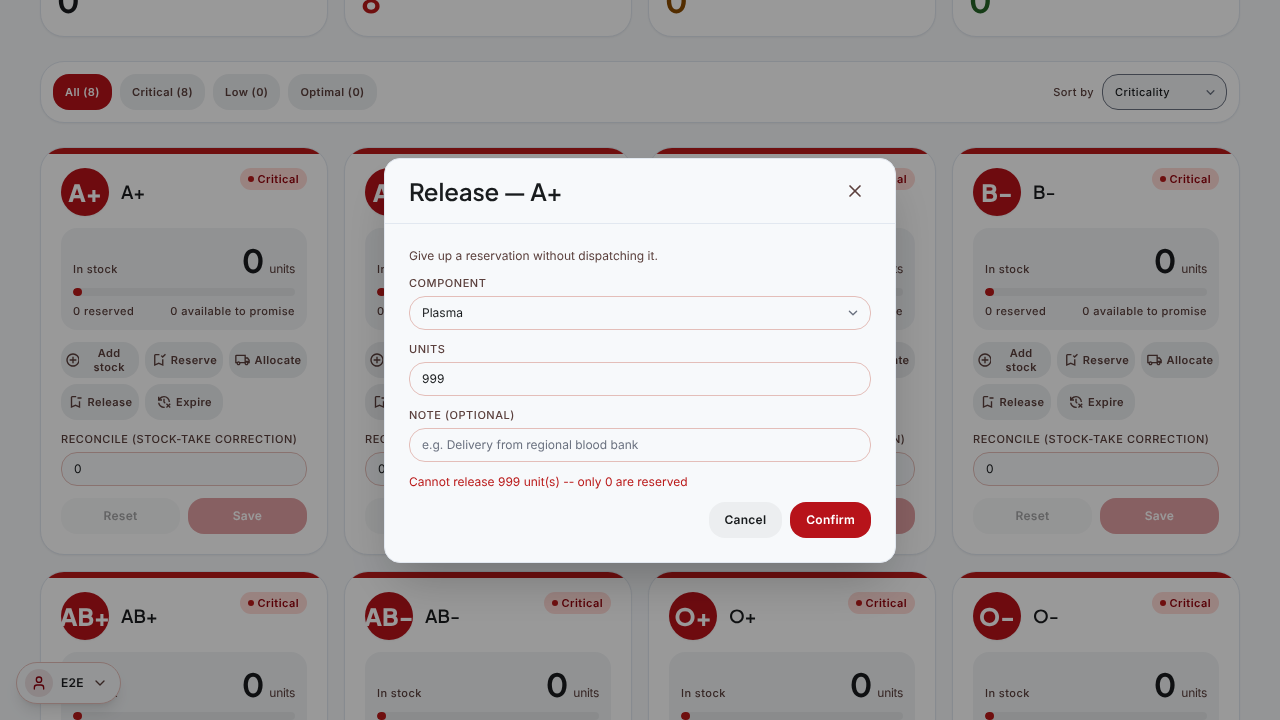 0 8 0 0
All (8) Critical (8) Low (0) Optimal (0) Sort by Criticality
A+ A+ Critical
B− B− Critical
In stock 0 units
0 reserved 0 available to promise
Add stock Reserve Allocate
Release Expire
RECONCILE (STOCK-TAKE CORRECTION)
0
Reset Save
Release — A+
Give up a reservation without dispatching it.
COMPONENT
Plasma
UNITS
999
NOTE (OPTIONAL)
e.g. Delivery from regional blood bank
Cannot release 999 unit(s) -- only 0 are reserved
Cancel Confirm
In stock 0 units
0 reserved 0 available to promise
Add stock Reserve Allocate
Release Expire
RECONCILE (STOCK-TAKE CORRECTION)
0
Reset Save
AB+ AB+ Critical
AB− AB− Critical
O+ O+ Critical
O− O− Critical
0 units
In stock 0 units
In stock 0 units
In stock 0 units
E2E